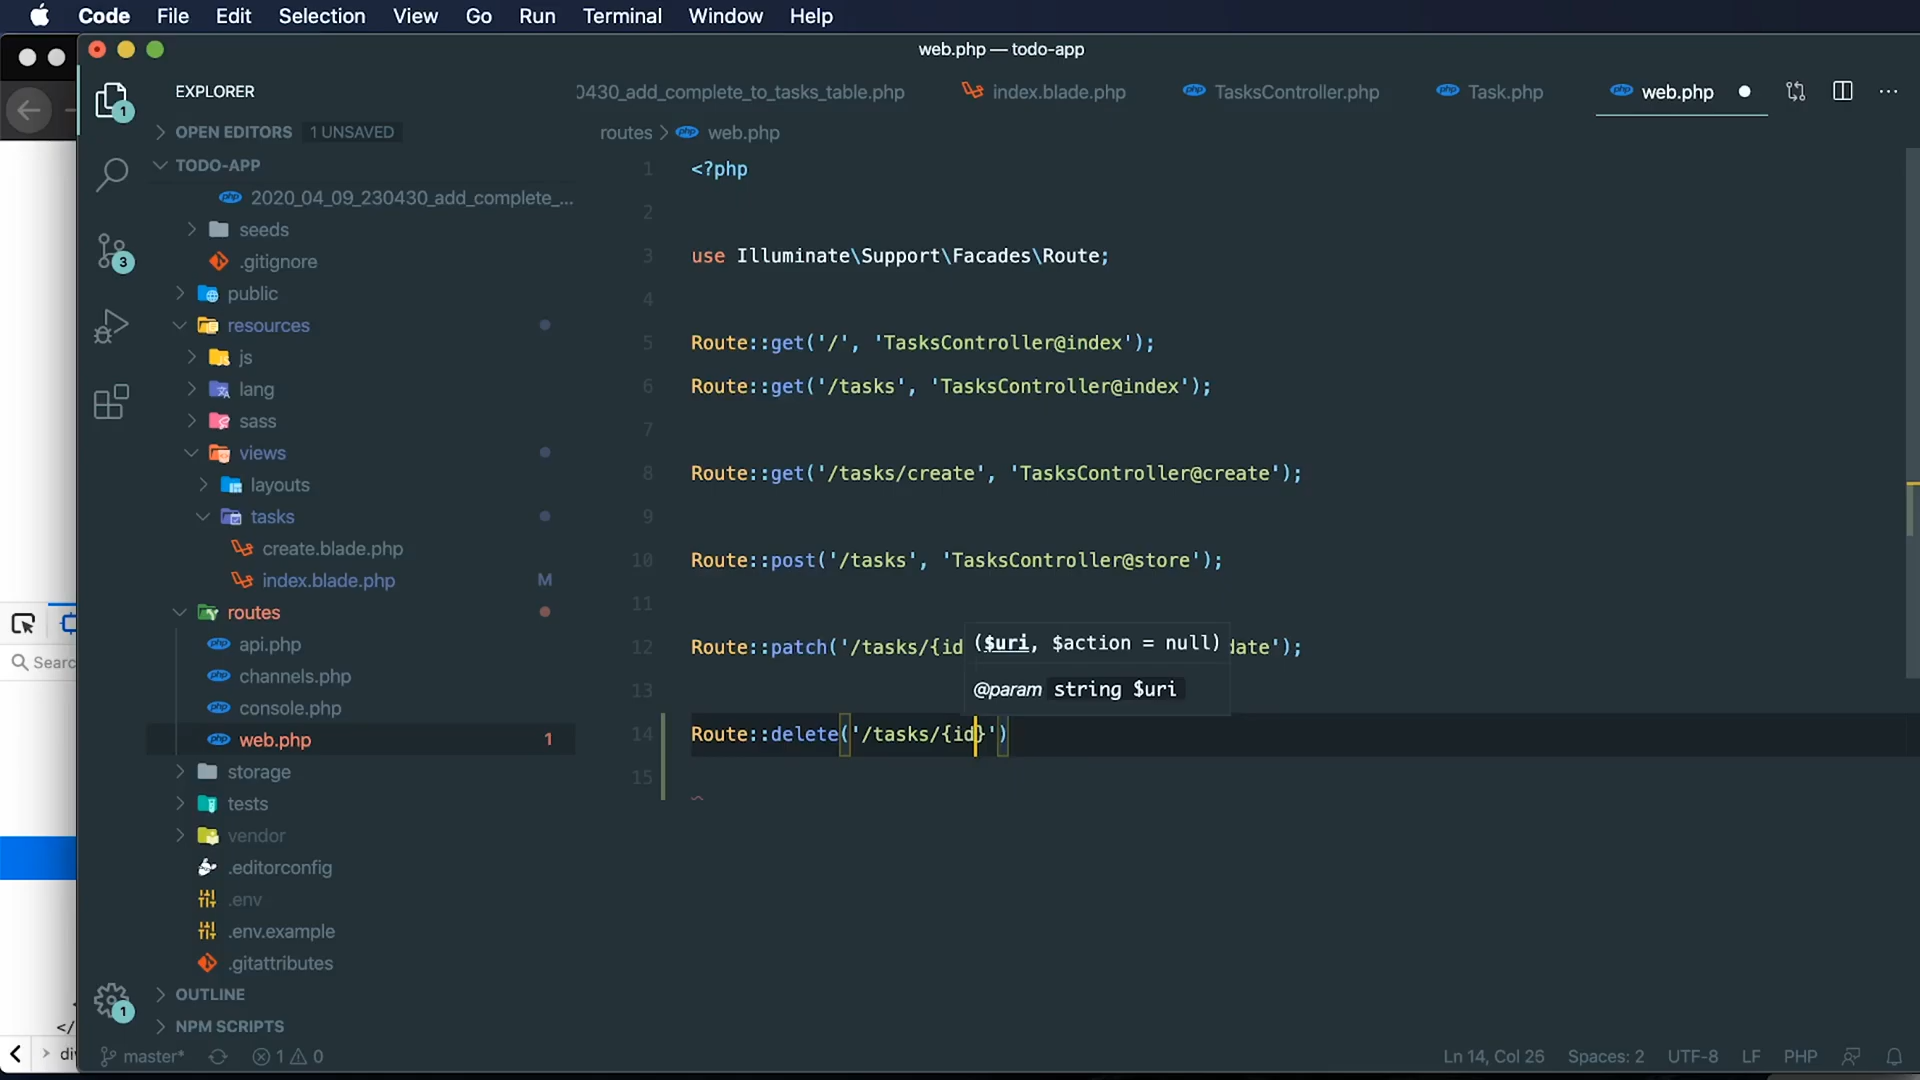 Code File Edit Selection View Go Run Terminal Window Help
web.php — todo-app
EXPLORER
0430_add_complete_to_tasks_table.php index.blade.php TasksController.php Task.php web.php
OPEN EDITORS 1 UNSAVED
routes > web.php
TODO-APP
2020_04_09_230430_add_complete_...
seeds
.gitignore
public
resources
js
lang
sass
views
layouts
tasks
create.blade.php
index.blade.php M
routes
api.php
channels.php
console.php
web.php 1
storage
tests
vendor
.editorconfig
.env
.env.example
.gitattributes
OUTLINE
NPM SCRIPTS
1
3
1
1 <?php
2
3 use Illuminate\Support\Facades\Route;
4
5 Route::get('/', 'TasksController@index');
6 Route::get('/tasks', 'TasksController@index');
7
8 Route::get('/tasks/create', 'TasksController@create');
9
10 Route::post('/tasks', 'TasksController@store');
11
12 Route::patch('/tasks/{id date');
($uri, $action = null)
@param string $uri
13
14 Route::delete('/tasks/{id}')
15
Searc
</
div
master* 1 0 Ln 14, Col 26 Spaces: 2 UTF-8 LF PHP